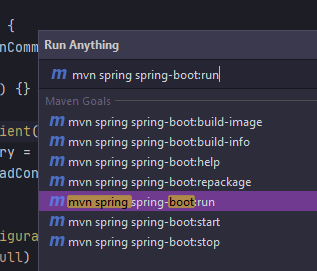 {
nComm
Run Anything
mvn spring spring-boot:run
) {}
Maven Goals
mvn spring spring-boot:build-image
ient(
mvn spring spring-boot:build-info
ry =
mvn spring spring-boot:help
adCon
mvn spring spring-boot:repackage
mvn spring spring-boot:run
mvn spring spring-boot:start
igura
mvn spring spring-boot:stop
ull)